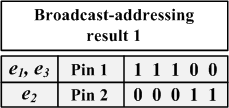 Broadcast-addressing
result 1
e1, e3 Pin 1 1 1 1 0 0
e2 Pin 2 0 0 0 1 1